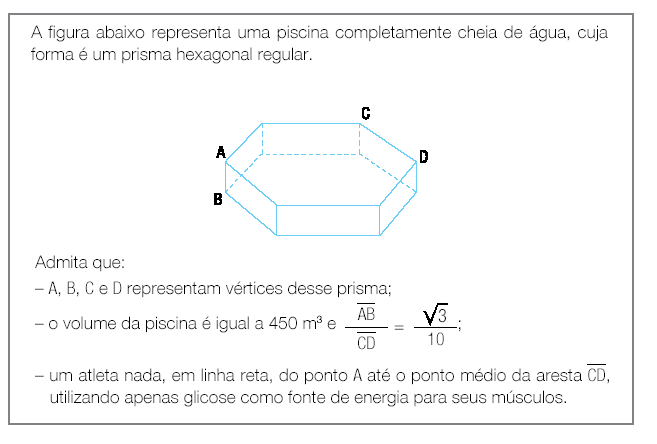 A figura abaixo representa uma piscina completamente cheia de água, cuja
forma é um prisma hexagonal regular.
C
A
D
B
Admita que:
– A, B, C e D representam vértices desse prisma;
– o volume da piscina é igual a 450 m³ e AB/CD = √3/10;
– um atleta nada, em linha reta, do ponto A até o ponto médio da aresta CD,
utilizando apenas glicose como fonte de energia para seus músculos.